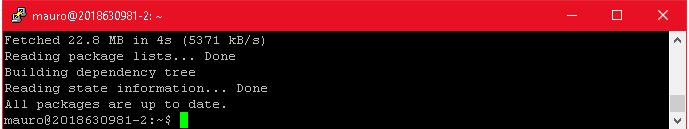 mauro@2018630981-2: ~
Fetched 22.8 MB in 4s (5371 kB/s)
Reading package lists... Done
Building dependency tree
Reading state information... Done
All packages are up to date.
mauro@2018630981-2:~$